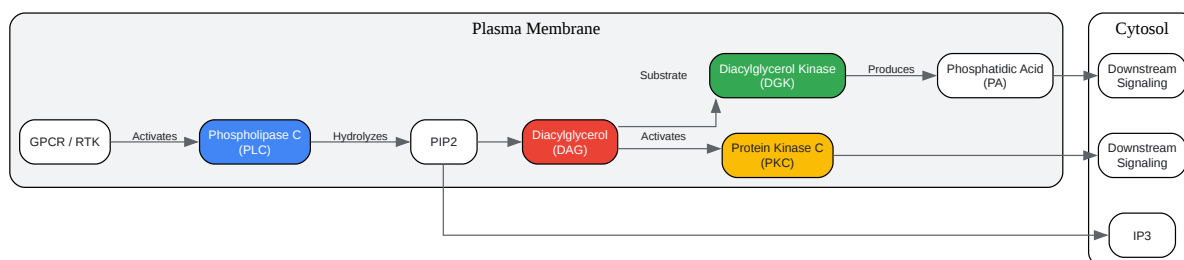 Plasma Membrane
Cytosol
Substrate
Diacylglycerol Kinase
(DGK)
Produces
Phosphatidic Acid
(PA)
Downstream
Signaling
GPCR / RTK
Activates
Phospholipase C
(PLC)
Hydrolyzes
PIP2
Diacylglycerol
(DAG)
Activates
Protein Kinase C
(PKC)
Downstream
Signaling
IP3